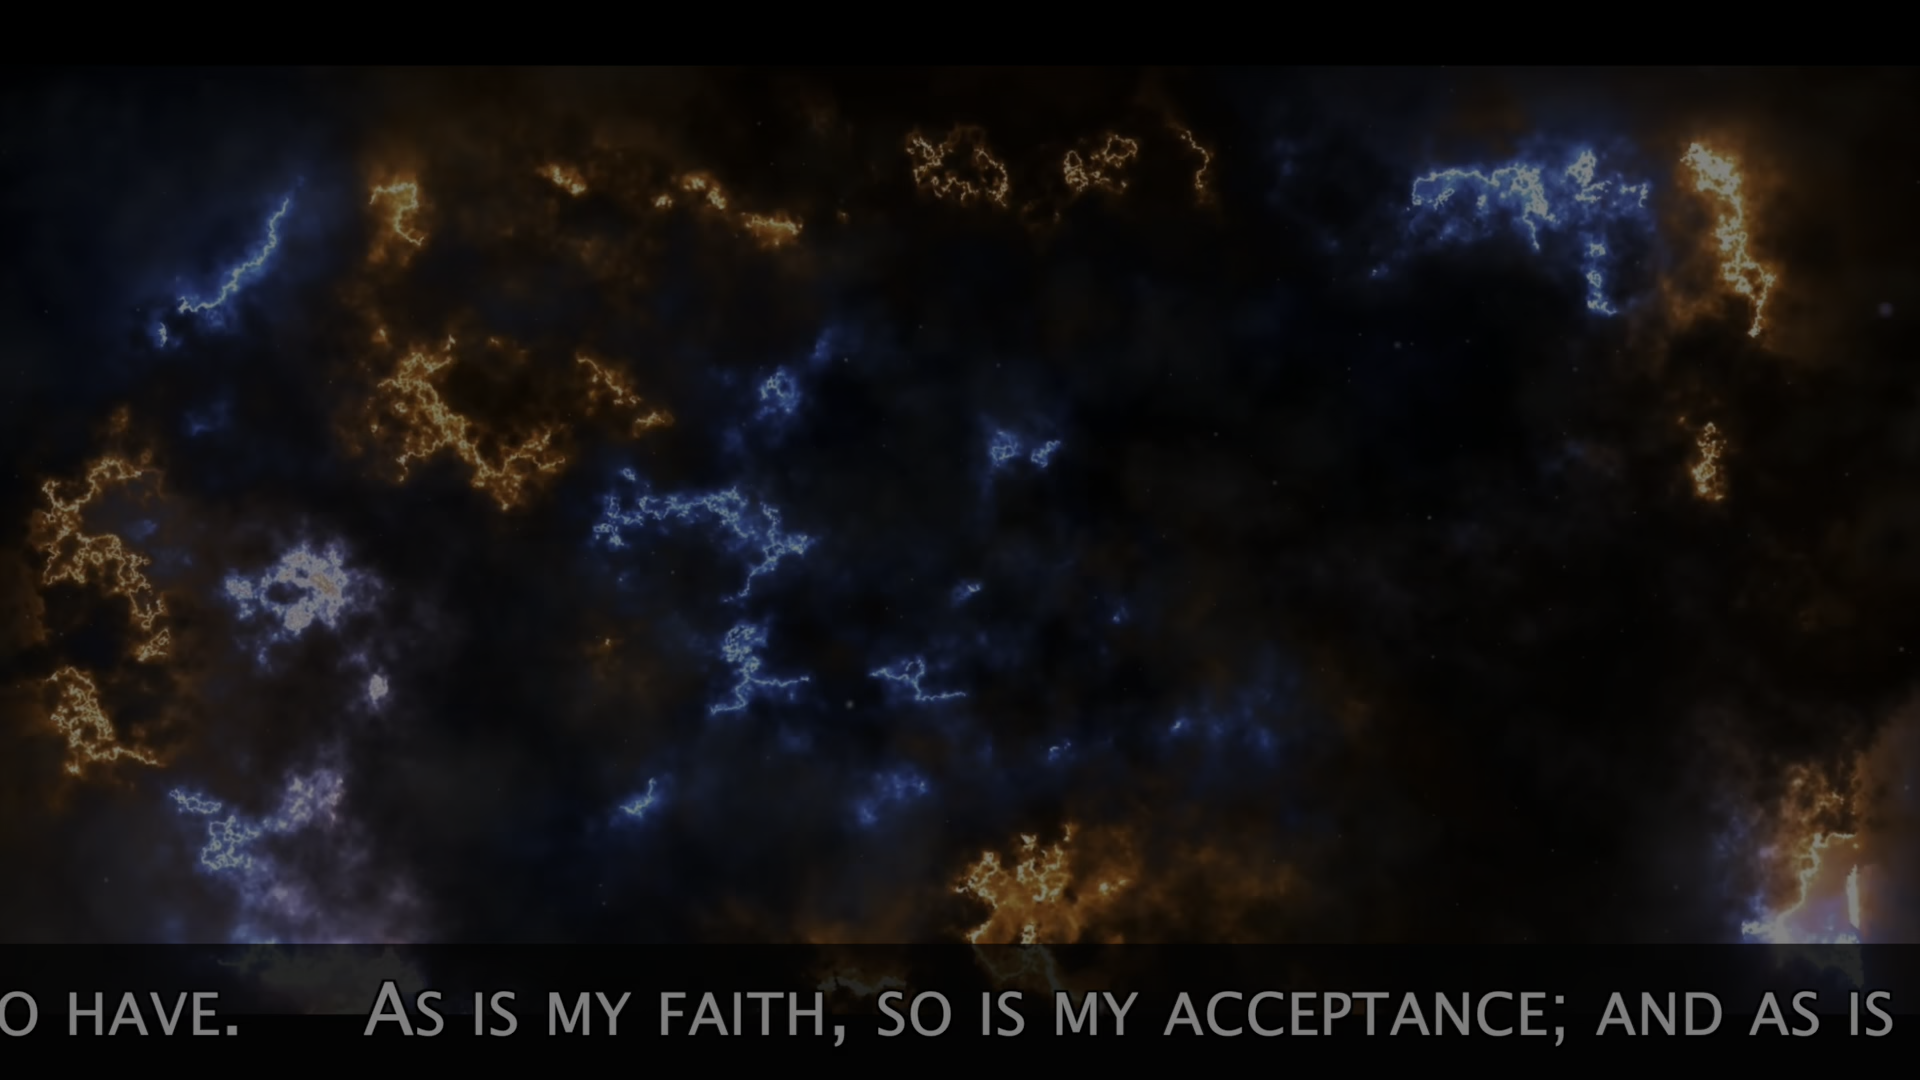 O HAVE. AS IS MY FAITH, SO IS MY ACCEPTANCE; AND AS IS